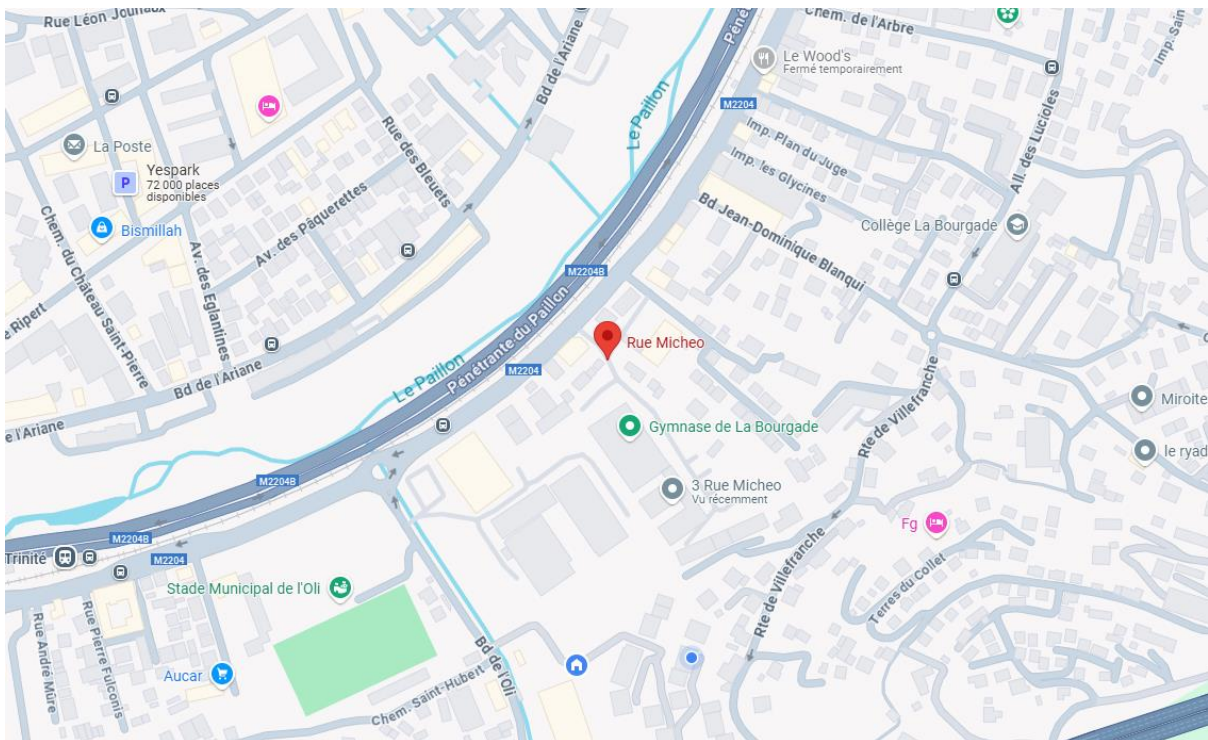 Rue Léon Jouhaux
Chem. de l'Arbre
Imp. Sain
Le Wood's
Fermé temporairement
Bd de l'Ariane
Péné
M2204
Le Paillon
La Poste
Yespark
72 000 places
disponibles
Rue des Bleuets
Imp. Plan du Juge
Imp. les Glycines
All. des Lucioles
Bismillah
Av. des Pâquerettes
Collège La Bourgade
Bd Jean-Dominique Blanqui
Chem. du Château Saint-Pierre
Av. des Eglantines
e Ripert
M2204B
Pénétrante du Paillon
Rue Micheo
Le Paillon
M2204
Bd de l'Ariane
e l'Ariane
Rte de Villefranche
Miroite
Gymnase de La Bourgade
le ryad
M2204B
3 Rue Micheo
Vu récemment
Fg
M2204B
Trinité
M2204
Stade Municipal de l'Oli
Terres du Collet
Rte de Villefranche
Rue André Mûre
Rue Pierre Fulconis
Aucar
Bd de l'Oli
Chem. Saint-Hubert